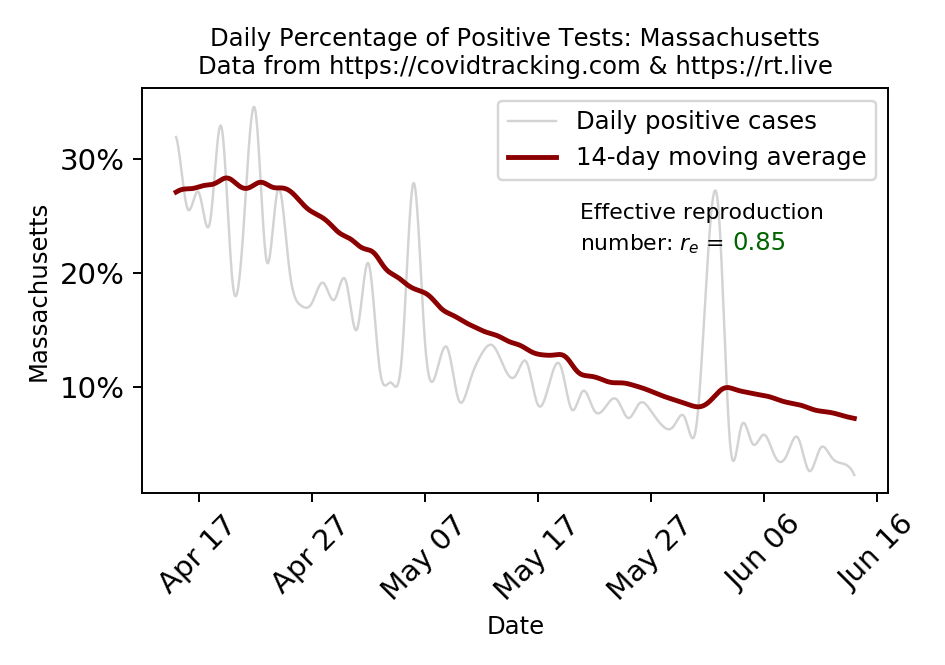 Daily Percentage of Positive Tests: Massachusetts
Data from https://covidtracking.com & https://rt.live
Daily positive cases
14-day moving average
Effective reproduction
number: rₑ = 0.85
Massachusetts
30%
20%
10%
Apr 17
Apr 27
May 07
May 17
May 27
Jun 06
Jun 16
Date